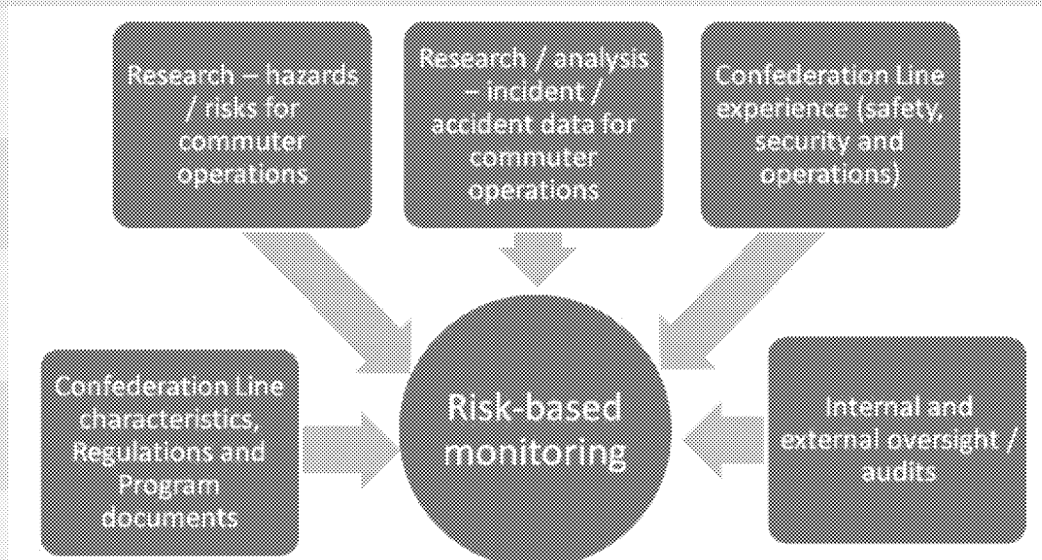 Research – hazards
/ risks for
commuter
operations
Research / analysis
– incident /
accident data for
commuter
operations
Confederation Line
experience (safety,
security and
operations)
Confederation Line
characteristics,
Regulations and
Program
documents
Risk-based
monitoring
Internal and
external oversight /
audits